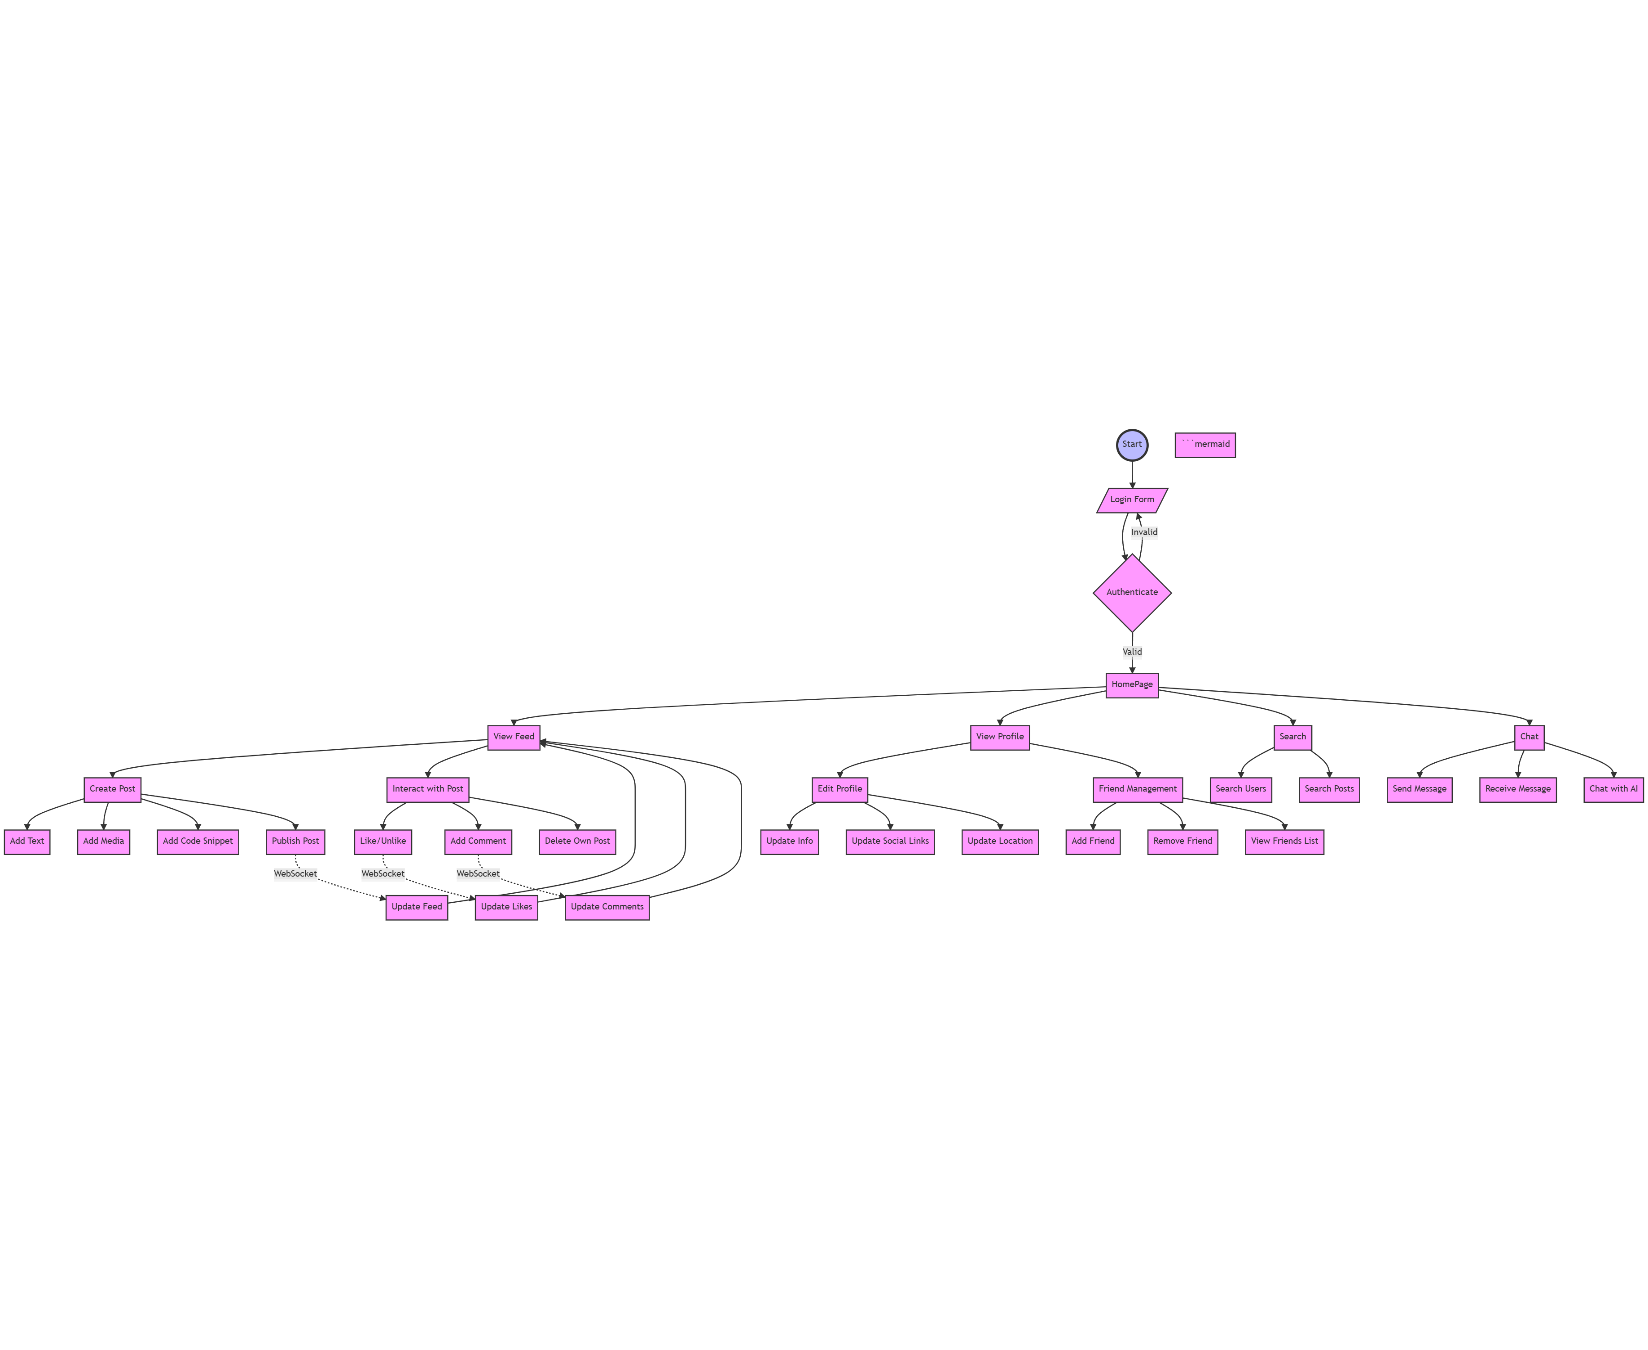 Start
```mermaid
Login Form
Invalid
Authenticate
Valid
HomePage
View Feed
View Profile
Search
Chat
Create Post
Interact with Post
Edit Profile
Friend Management
Search Users
Search Posts
Send Message
Receive Message
Chat with AI
Add Text
Add Media
Add Code Snippet
Publish Post
Like/Unlike
Add Comment
Delete Own Post
Update Info
Update Social Links
Update Location
Add Friend
Remove Friend
View Friends List
WebSocket
WebSocket
WebSocket
Update Feed
Update Likes
Update Comments